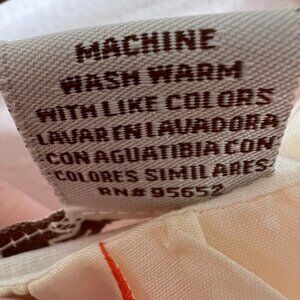 MACHINE
WASH WARM
WITH LIKE COLORS
LAVAR EN LAVADORA
CON AGUA TIBIA CON
COLORES SIMILARES
RN# 95652